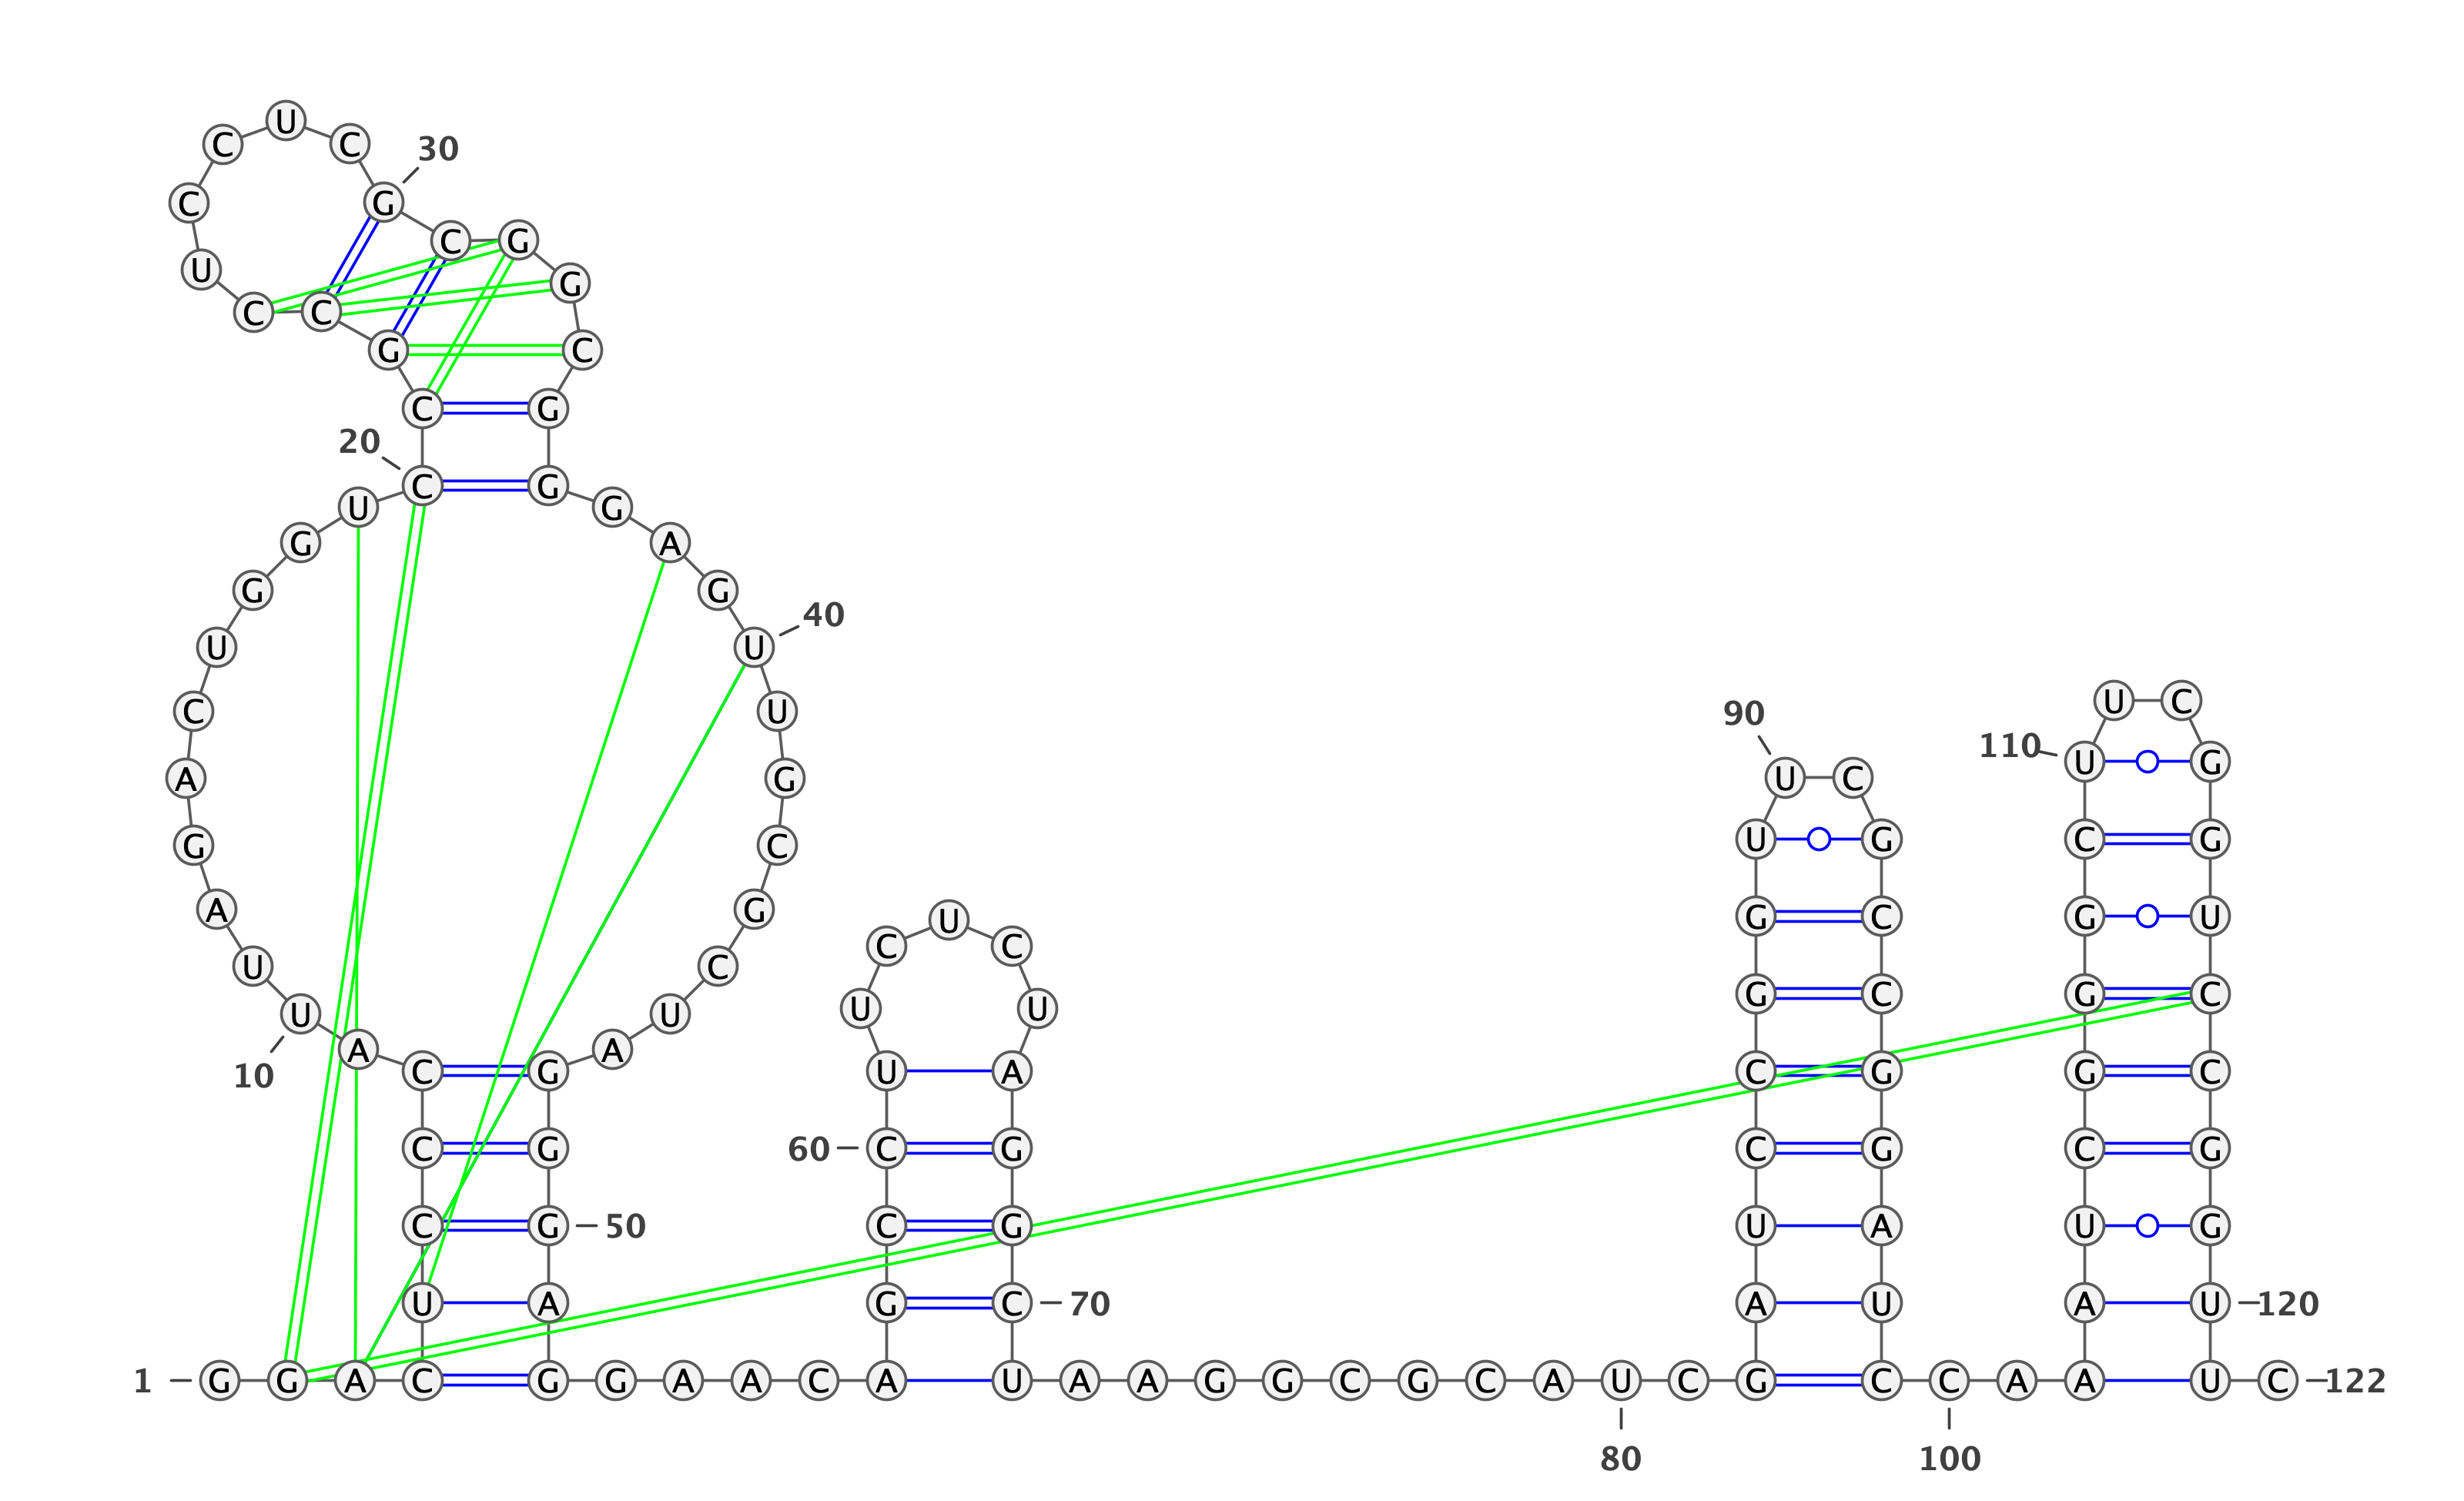 U
C C 30
C G
C G
U G
C C
G C
C G
20
C G
U G
G A
G G
40
U U
U C
C U 90
110 U G
A G U C
G C U G C G
A G G C G U
U
C C
U C G C G C
U U U U
A A
10 C G U A C G G C
C G 60 C G C G C G
C G 50 C G U A U G
U A G C 70 A U A U 120
1 G G A C G G A A C A U A A G G C G C A U C G C C A A U C 122
80 100